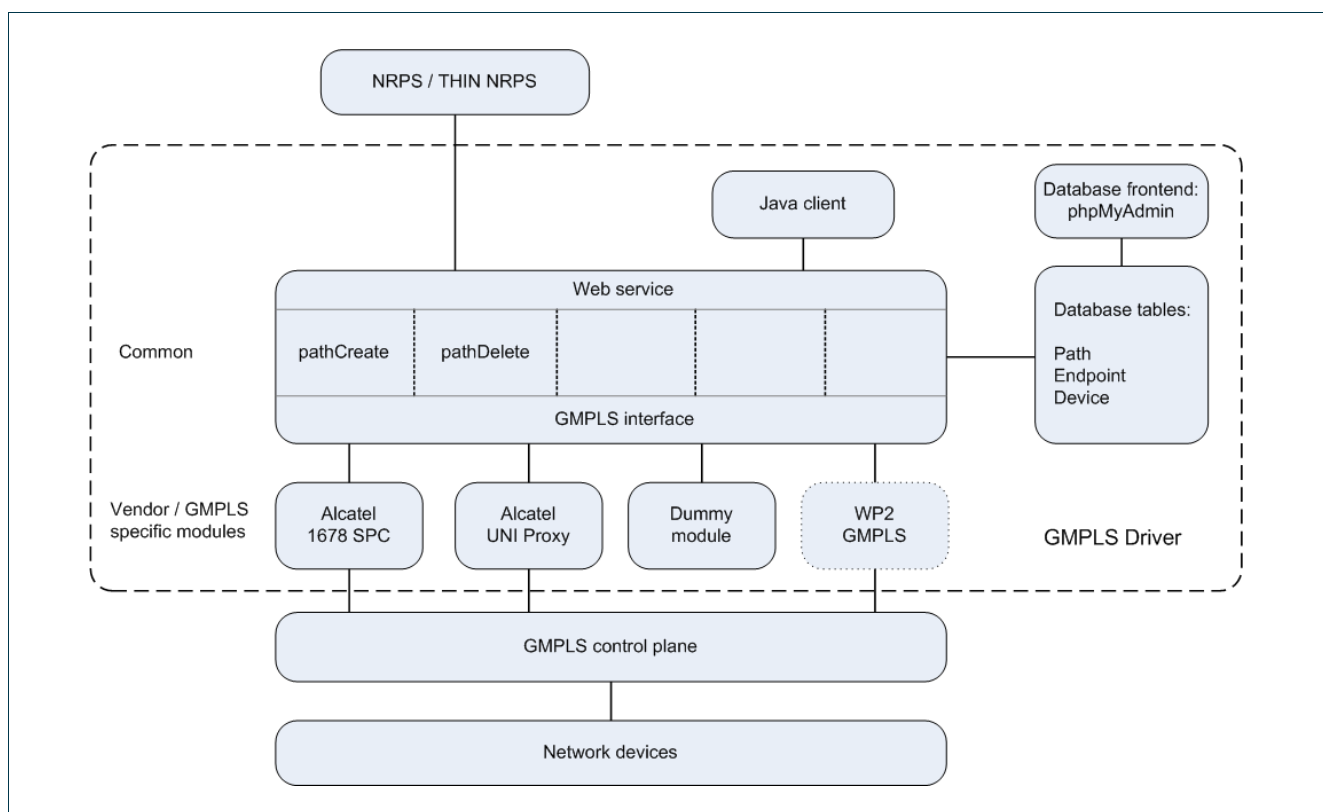 NRPS / THIN NRPS
Java client
Database frontend:
phpMyAdmin
Web service
Database tables:
Path
Endpoint
Device
Common
pathCreate
pathDelete
GMPLS interface
Vendor / GMPLS
specific modules
Alcatel
1678 SPC
Alcatel
UNI Proxy
Dummy
module
WP2
GMPLS
GMPLS Driver
GMPLS control plane
Network devices